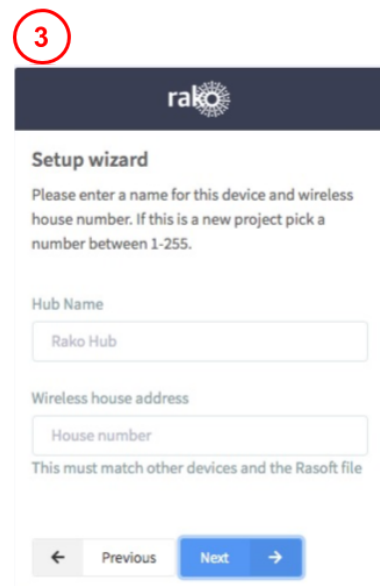 3
rako
Setup wizard
Please enter a name for this device and wireless
house number. If this is a new project pick a
number between 1-255.
Hub Name
Rako Hub
Wireless house address
House number
This must match other devices and the Rasoft file
Previous Next